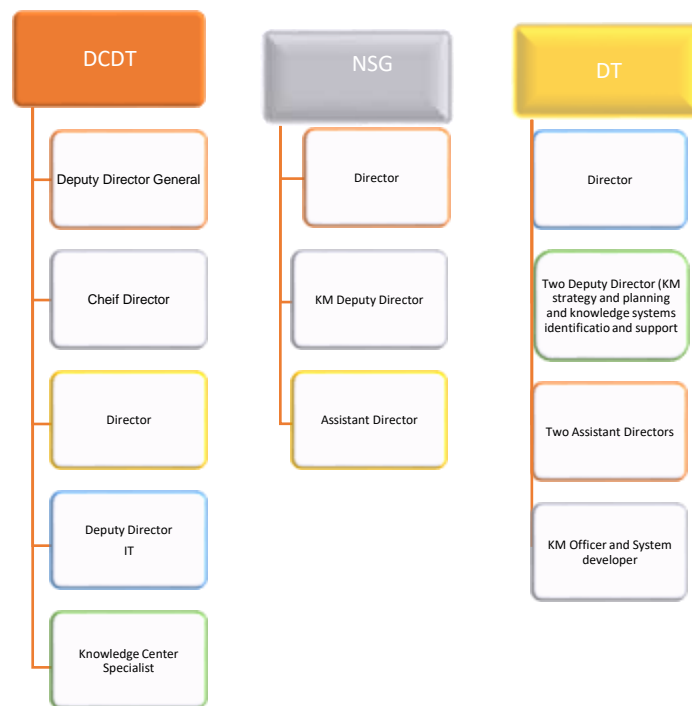 DCDT
Deputy Director General
Cheif Director
Director
Deputy Director
IT
Knowledge Center
Specialist
NSG
Director
KM Deputy Director
Assistant Director
DT
Director
Two Deputy Director (KM
strategy and planning
and knowledge systems
identificatio and support
Two Assistant Directors
KM Officer and System
developer